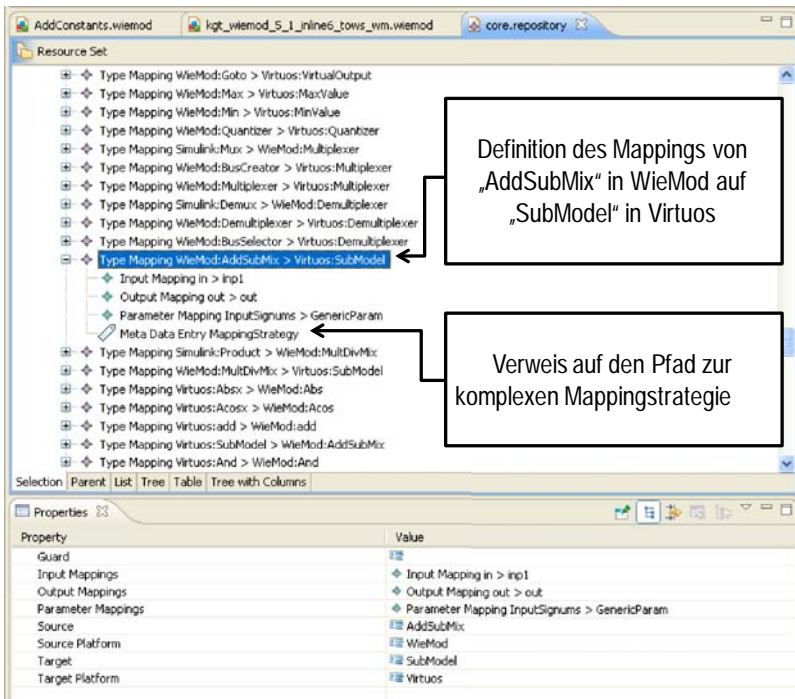 AddConstants.wiemod
kgt_wiemod_5_1_inline6_tows_wm.wiemod
core.repository
Resource Set
Type Mapping WieMod:Goto > Virtuos:VirtualOutput
Type Mapping WieMod:Max > Virtuos:MaxValue
Type Mapping WieMod:Min > Virtuos:MinValue
Type Mapping WieMod:Quantizer > Virtuos:Quantizer
Type Mapping Simulink:Mux > WieMod:Multiplexer
Type Mapping WieMod:BusCreator > Virtuos:Multiplexer
Type Mapping WieMod:Multiplexer > Virtuos:Multiplexer
Type Mapping Simulink:Demux > WieMod:Demultiplexer
Type Mapping WieMod:Demultiplexer > Virtuos:Demultiplexer
Type Mapping WieMod:BusSelector > Virtuos:Demultiplexer
Type Mapping WieMod:AddSubMix > Virtuos:SubModel
Input Mapping in > inp1
Output Mapping out > out
Parameter Mapping InputSignums > GenericParam
Meta Data Entry MappingStrategy
Type Mapping Simulink:Product > WieMod:MultDivMix
Type Mapping WieMod:MultDivMix > Virtuos:SubModel
Type Mapping Virtuos:Absx > WieMod:Abs
Type Mapping Virtuos:Acosx > WieMod:Acos
Type Mapping Virtuos:add > WieMod:add
Type Mapping Virtuos:SubModel > WieMod:AddSubMix
Type Mapping Virtuos:And > WieMod:And
Definition des Mappings von
„AddSubMix" in WieMod auf
„SubModel" in Virtuos
Verweis auf den Pfad zur
komplexen Mappingstrategie
Selection Parent List Tree Table Tree with Columns
Properties
Property Value
Guard
Input Mappings Input Mapping in > inp1
Output Mappings Output Mapping out > out
Parameter Mappings Parameter Mapping InputSignums > GenericParam
Source AddSubMix
Source Platform WieMod
Target SubModel
Target Platform Virtuos